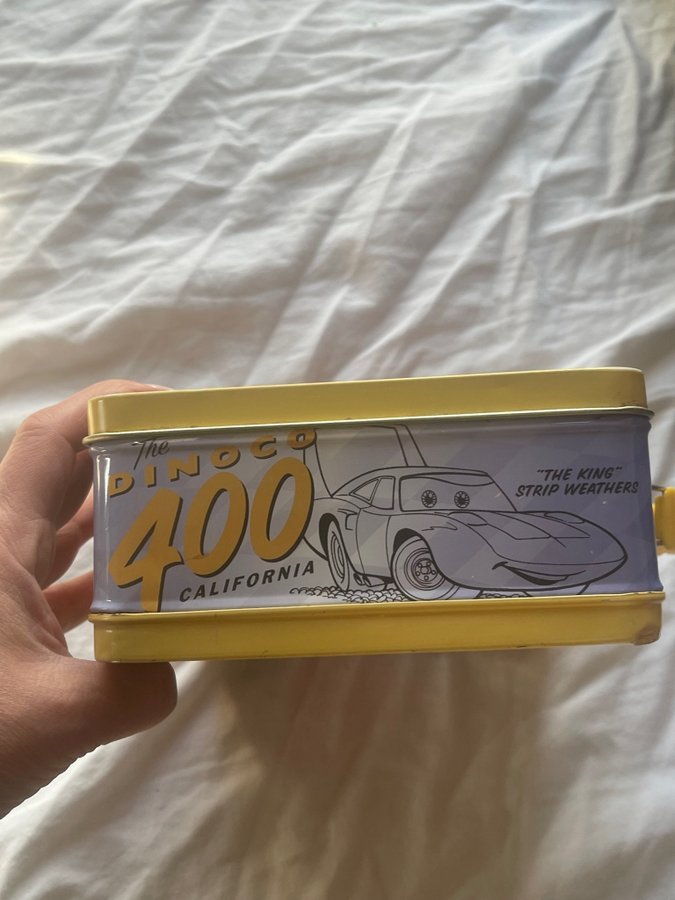 The
DINOCO
400
CALIFORNIA
"THE KING"
STRIP WEATHERS